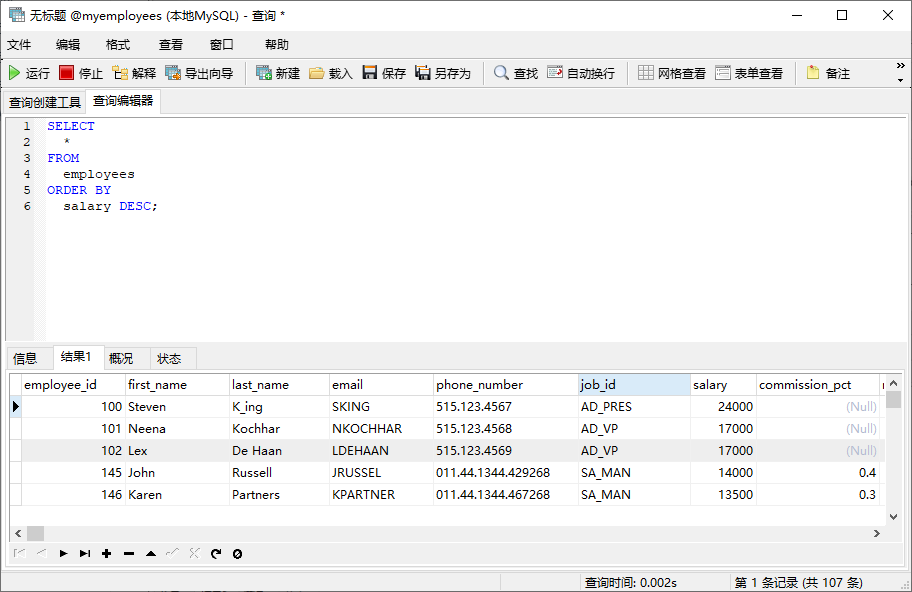 无标题 @myemployees (本地MySQL) - 查询 *
文件 编辑 格式 查看 窗口 帮助
运行 停止 解释 导出向导 新建 载入 保存 另存为 查找 自动换行 网格查看 表单查看 备注 »
查询创建工具 查询编辑器
1 SELECT
2 *
3 FROM
4 employees
5 ORDER BY
6 salary DESC;
信息 结果1 概况 状态
employee_id first_name last_name email phone_number job_id salary commission_pct
100 Steven K_ing SKING 515.123.4567 AD_PRES 24000 (Null)
101 Neena Kochhar NKOCHHAR 515.123.4568 AD_VP 17000 (Null)
102 Lex De Haan LDEHAAN 515.123.4569 AD_VP 17000 (Null)
145 John Russell JRUSSEL 011.44.1344.429268 SA_MAN 14000 0.4
146 Karen Partners KPARTNER 011.44.1344.467268 SA_MAN 13500 0.3
查询时间: 0.002s 第 1 条记录 (共 107 条)